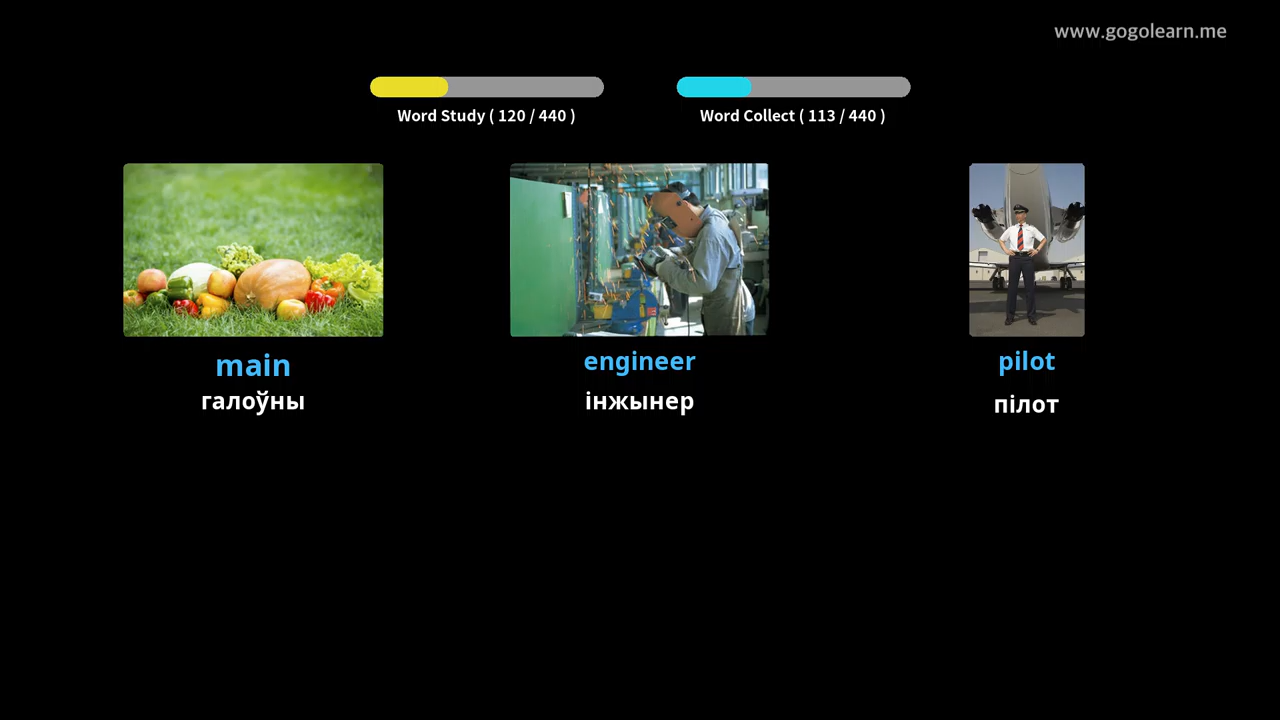 www.gogolearn.me
Word Study ( 120 / 440 )
Word Collect ( 113 / 440 )
main
галоўны
engineer
інжынер
pilot
пілот